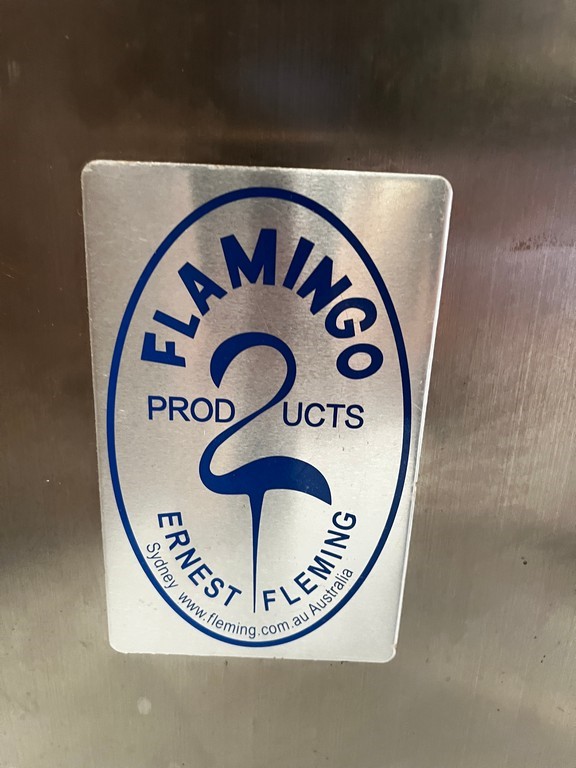 FLAMINGO
PRODUCTS
ERNEST FLEMING
Sydney www.fleming.com.au Australia